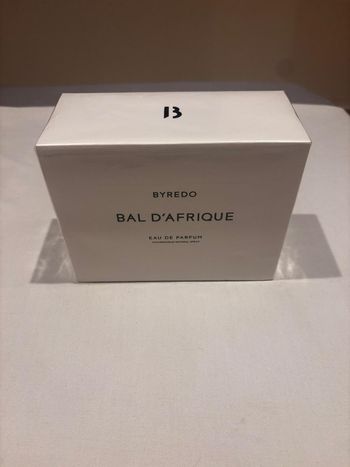 B
BYREDO
BAL D'AFRIQUE
EAU DE PARFUM